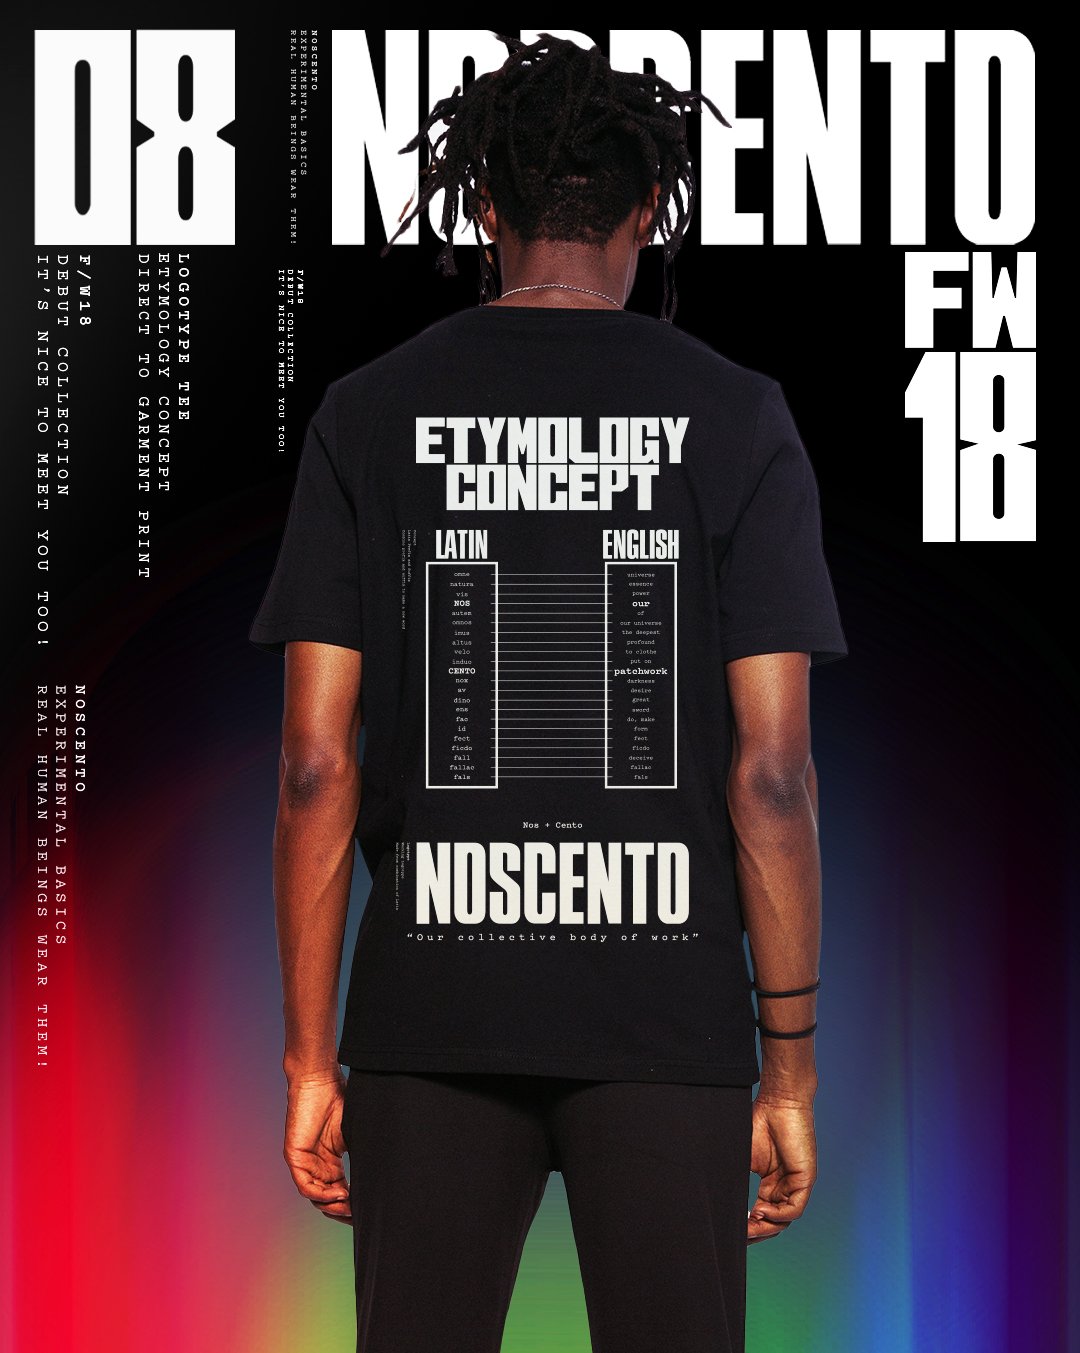 08
NOSCENTO
FW
18
NOSCENTO
EXPERIMENTAL BASICS
REAL HUMAN BEINGS WEAR THEM!
F/W18
DEBUT COLLECTION
IT'S NICE TO MEET YOU TOO!
LOGOTYPE TEE
ETYMOLOGY CONCEPT
DIRECT TO GARMENT PRINT
F/W18
DEBUT COLLECTION
IT'S NICE TO MEET YOU TOO!
NOSCENTO
EXPERIMENTAL BASICS
REAL HUMAN BEINGS WEAR THEM!
ETYMOLOGY
CONCEPT
LATIN ENGLISH
omne universe
natura essence
vis power
NOS our
autem of
omnos our universe
imus the deepest
altus profound
velo to clothe
induo put on
CENTO patchwork
nox darkness
av desire
dino great
ens sword
fac do, make
id form
fect fect
ficdo ficdo
fall deceive
fallac fallac
fals fals
Nos + Cento
NOSCENTO
“Our collective body of work”